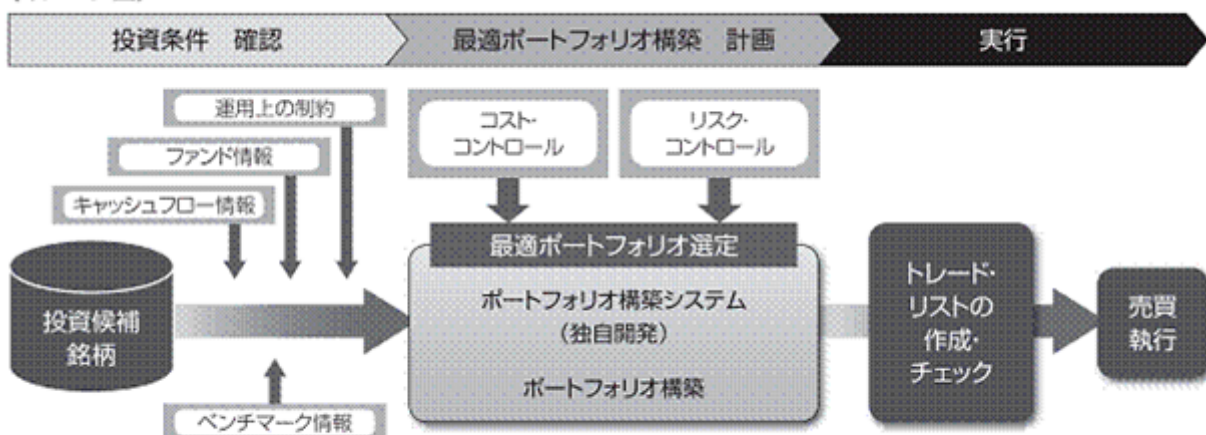 投資条件 確認
最適ポートフォリオ構築 計画
実行
運用上の制約
ファンド情報
キャッシュフロー情報
投資候補
銘柄
ベンチマーク情報
コスト・
コントロール
リスク・
コントロール
最適ポートフォリオ選定
ポートフォリオ構築システム
（独自開発）
ポートフォリオ構築
トレード・
リストの
作成・
チェック
売買
執行